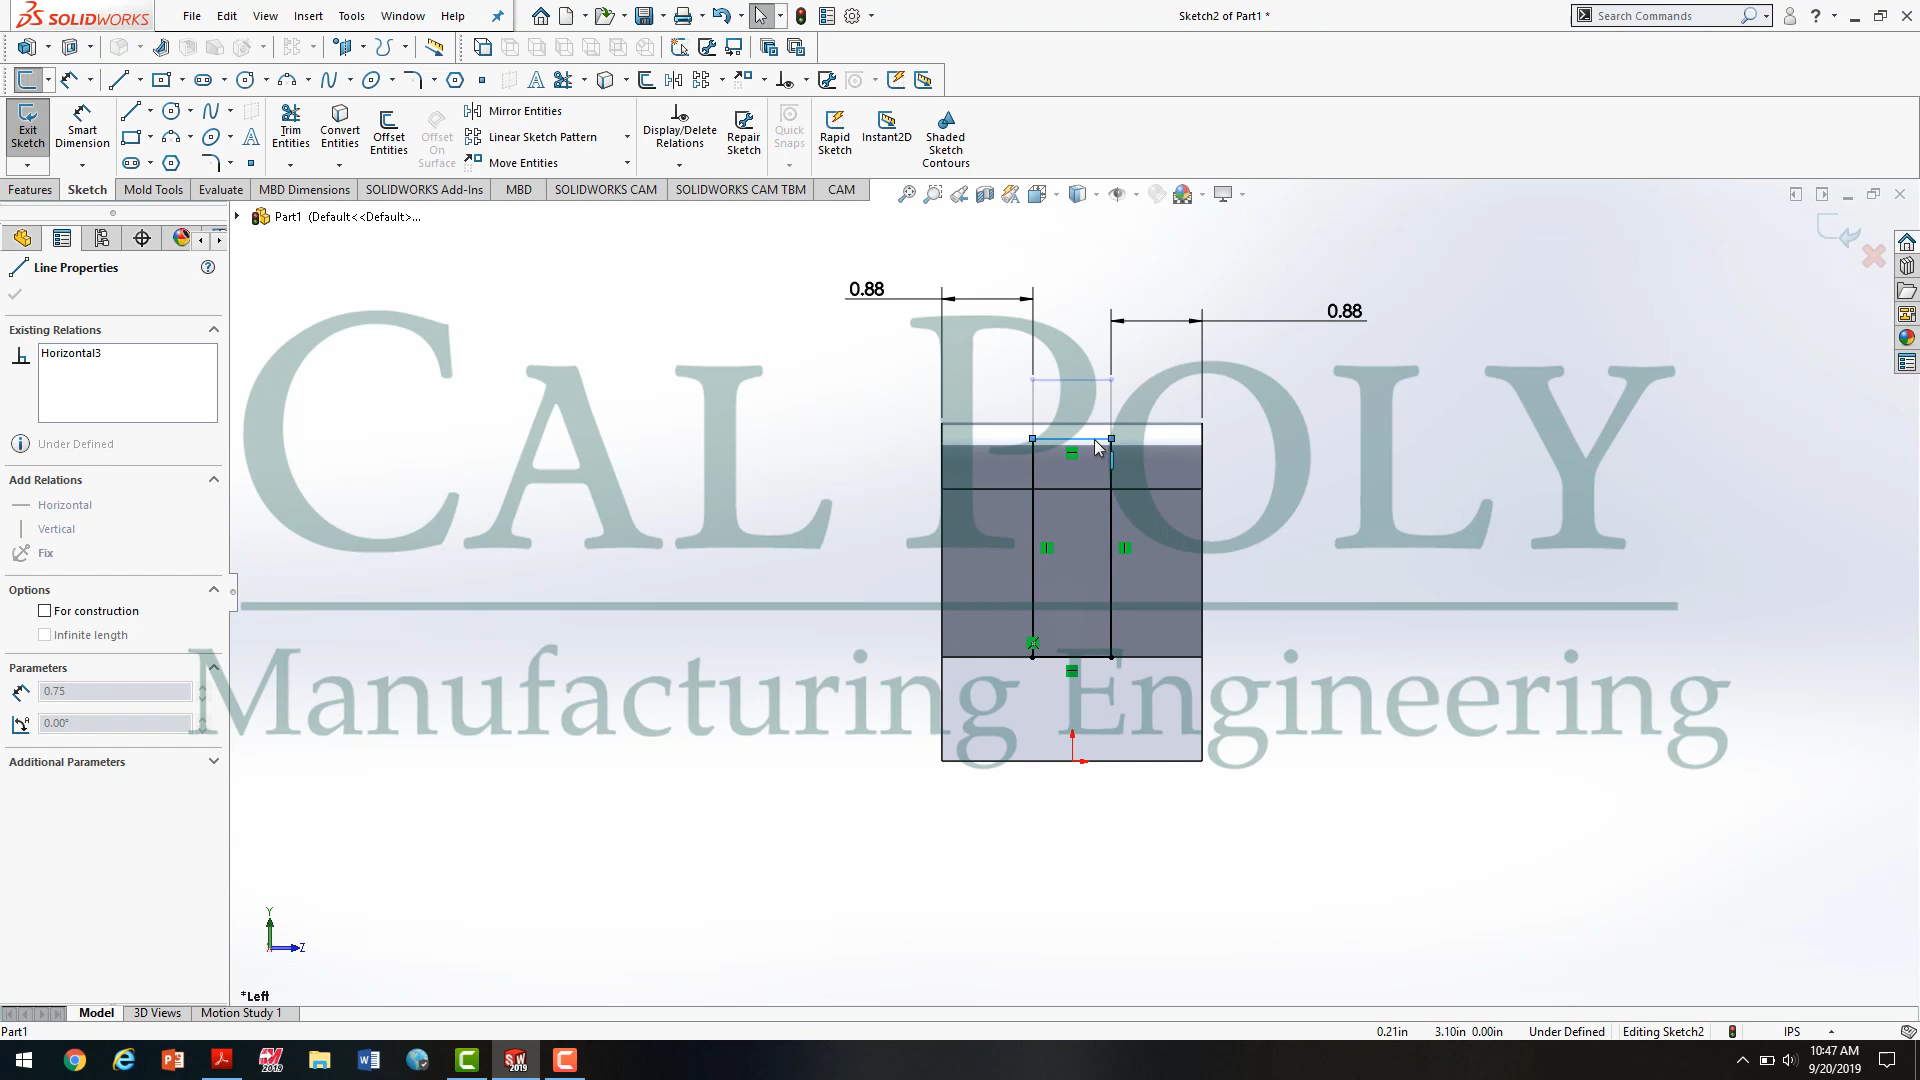 SOLIDWORKS File Edit View Insert Tools Window Help Sketch2 of Part1 * Search Commands
Exit Sketch
Smart Dimension
Trim Entities
Convert Entities
Offset Entities
Offset On Surface
Mirror Entities
Linear Sketch Pattern
Move Entities
Display/Delete Relations
Repair Sketch
Quick Snaps
Rapid Sketch
Instant2D
Shaded Sketch Contours
Features Sketch Mold Tools Evaluate MBD Dimensions SOLIDWORKS Add-Ins MBD SOLIDWORKS CAM SOLIDWORKS CAM TBM CAM
Part1 (Default<<Default>...
Line Properties
Existing Relations
Horizontal3
Under Defined
Add Relations
Horizontal
Vertical
Fix
Options
For construction
Infinite length
Parameters
0.75
0.00°
Additional Parameters
0.88
0.88
CAL POLY
Manufacturing Engineering
Y
Z
*Left
Model 3D Views Motion Study 1
Part1 0.21in 3.10in 0.00in Under Defined Editing Sketch2 IPS
10:47 AM
9/20/2019